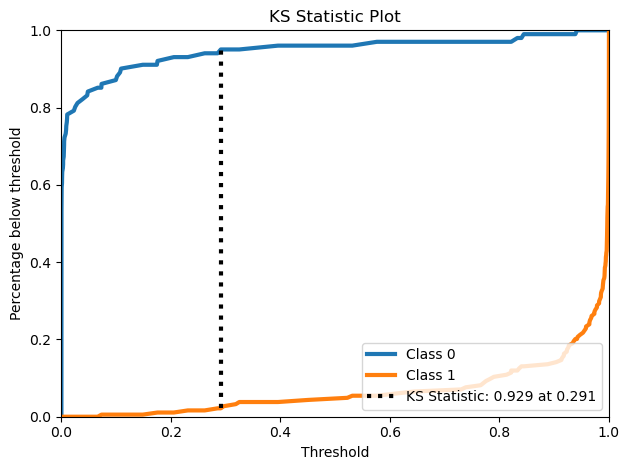 KS Statistic Plot
Percentage below threshold
1.0
0.8
0.6
0.4
0.2
0.0
0.0 0.2 0.4 0.6 0.8 1.0
Threshold
Class 0
Class 1
KS Statistic: 0.929 at 0.291